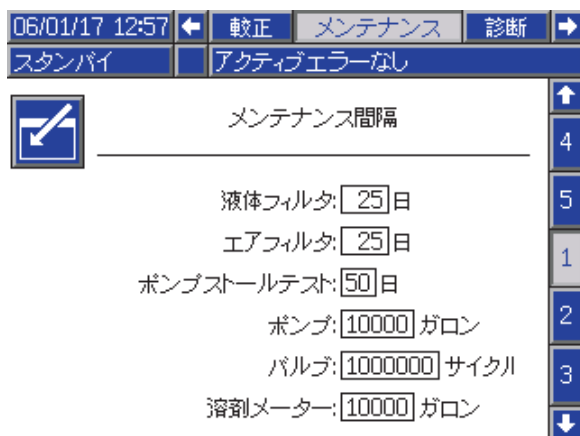 06/01/17 12:57 較正 メンテナンス 診断
スタンバイ アクティブエラーなし
メンテナンス間隔
4
液体フィルタ: 25 日
5
エアフィルタ: 25 日
1
ポンプストールテスト: 50 日
ポンプ: 10000 ガロン
2
バルブ: 1000000 サイクル
3
溶剤メーター: 10000 ガロン